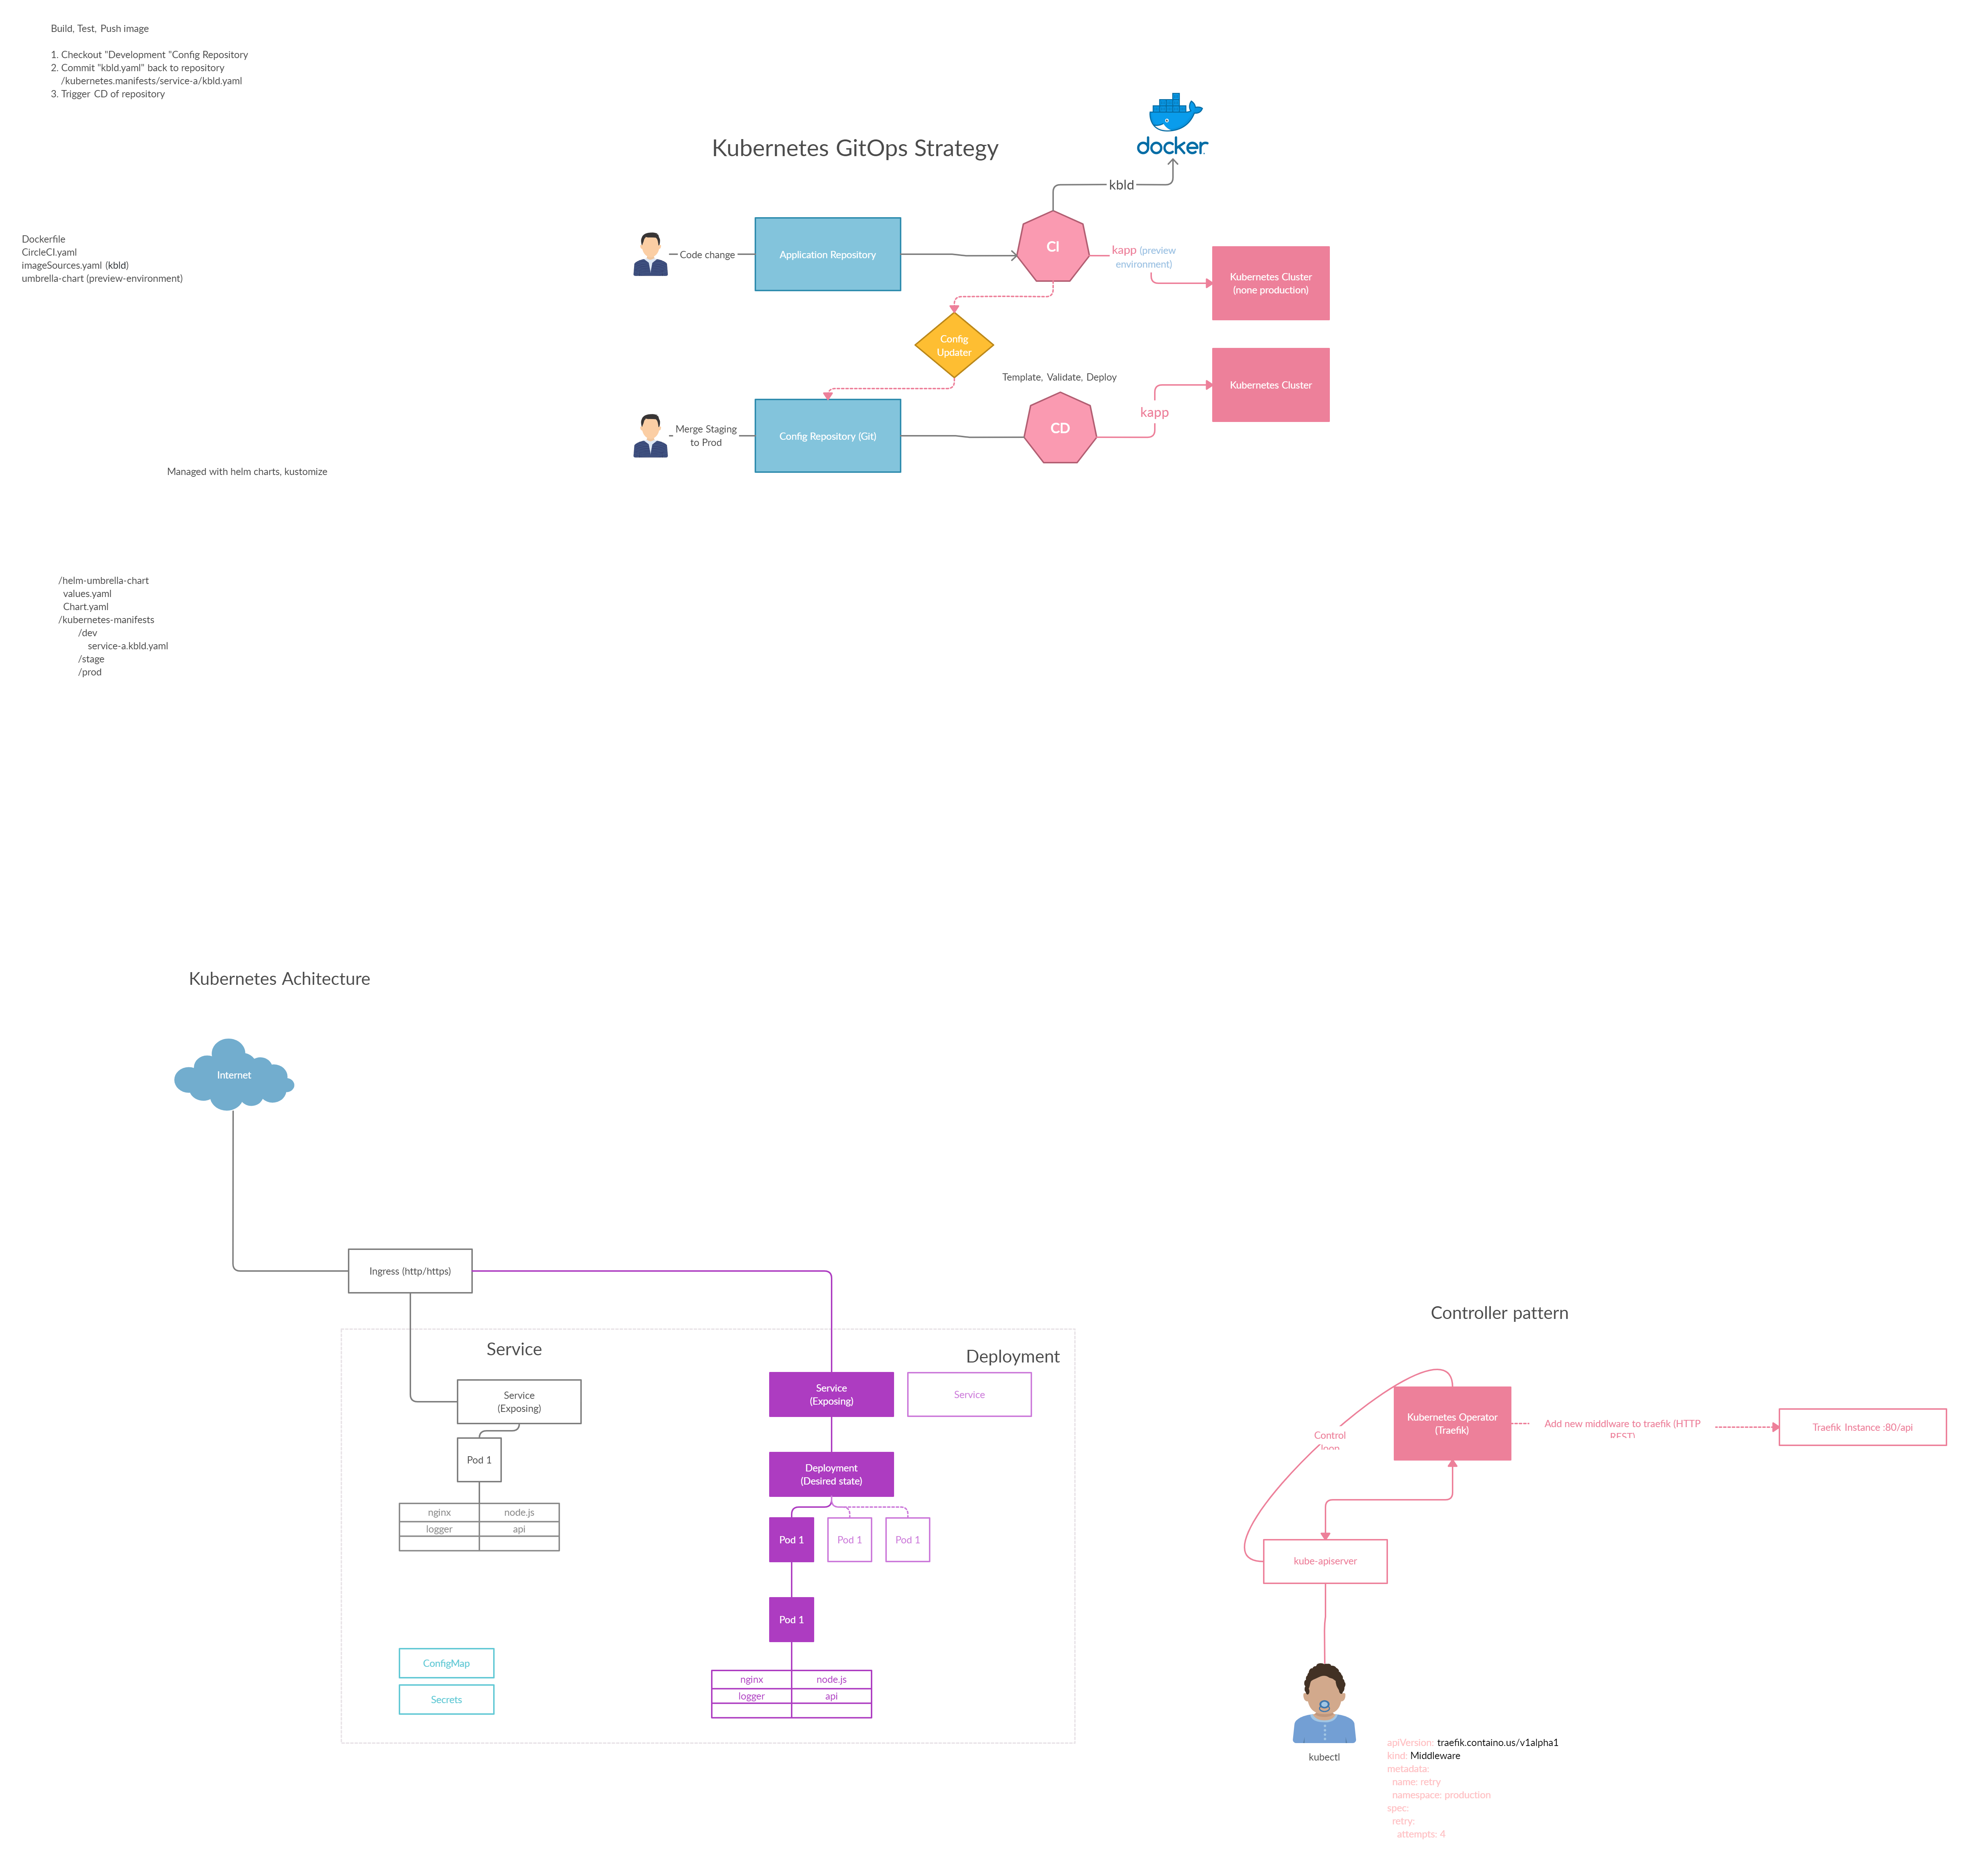 Build, Test, Push image
1. Checkout "Development "Config Repository
2. Commit "kbld.yaml" back to repository
/kubernetes.manifests/service-a/kbld.yaml
3. Trigger CD of repository
docker
Kubernetes GitOps Strategy
kbld
Dockerfile
CircleCI.yaml
imageSources.yaml (kbld)
umbrella-chart (preview-environment)
Code change
Application Repository
CI
kapp (preview
environment)
Kubernetes Cluster
(none production)
Config
Updater
Template, Validate, Deploy
Kubernetes Cluster
kapp
Merge Staging
to Prod
Config Repository (Git)
CD
Managed with helm charts, kustomize
/helm-umbrella-chart
values.yaml
Chart.yaml
/kubernetes-manifests
/dev
service-a.kbld.yaml
/stage
/prod
Kubernetes Achitecture
Internet
Ingress (http/https)
Service
Deployment
Service
(Exposing)
Pod 1
nginx node.js
logger api
ConfigMap
Secrets
Service
(Exposing)
Service
Deployment
(Desired state)
Pod 1
Pod 1
Pod 1
Pod 1
nginx node.js
logger api
Controller pattern
Kubernetes Operator
(Traefik)
Control
loop
Add new middlware to traefik (HTTP
REST)
Traefik Instance :80/api
kube-apiserver
kubectl
apiVersion: traefik.containo.us/v1alpha1
kind: Middleware
metadata:
name: retry
namespace: production
spec:
retry:
attempts: 4